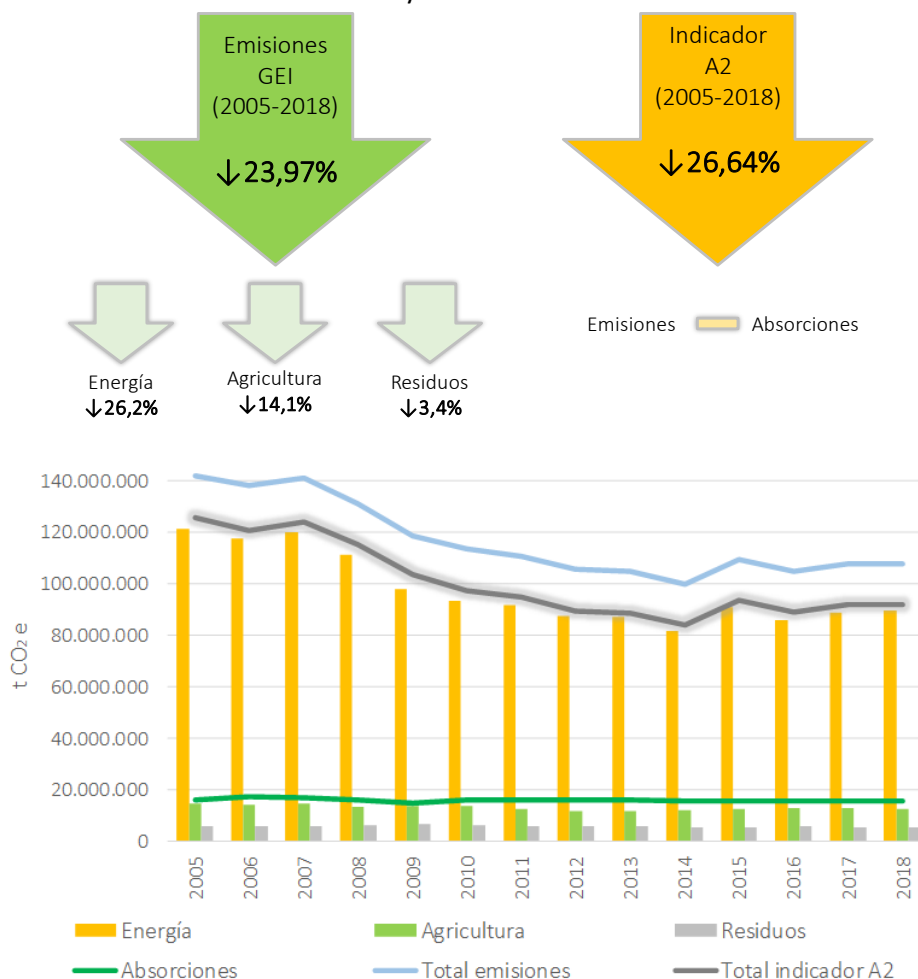 Emisiones
GEI
(2005-2018)
↓23,97%
Indicador
A2
(2005-2018)
↓26,64%
Energía
↓26,2%
Agricultura
↓14,1%
Residuos
↓3,4%
Emisiones
Absorciones
t CO₂ e
140.000.000
120.000.000
100.000.000
80.000.000
60.000.000
40.000.000
20.000.000
0
2005
2006
2007
2008
2009
2010
2011
2012
2013
2014
2015
2016
2017
2018
Energía
Agricultura
Residuos
Absorciones
Total emisiones
Total indicador A2